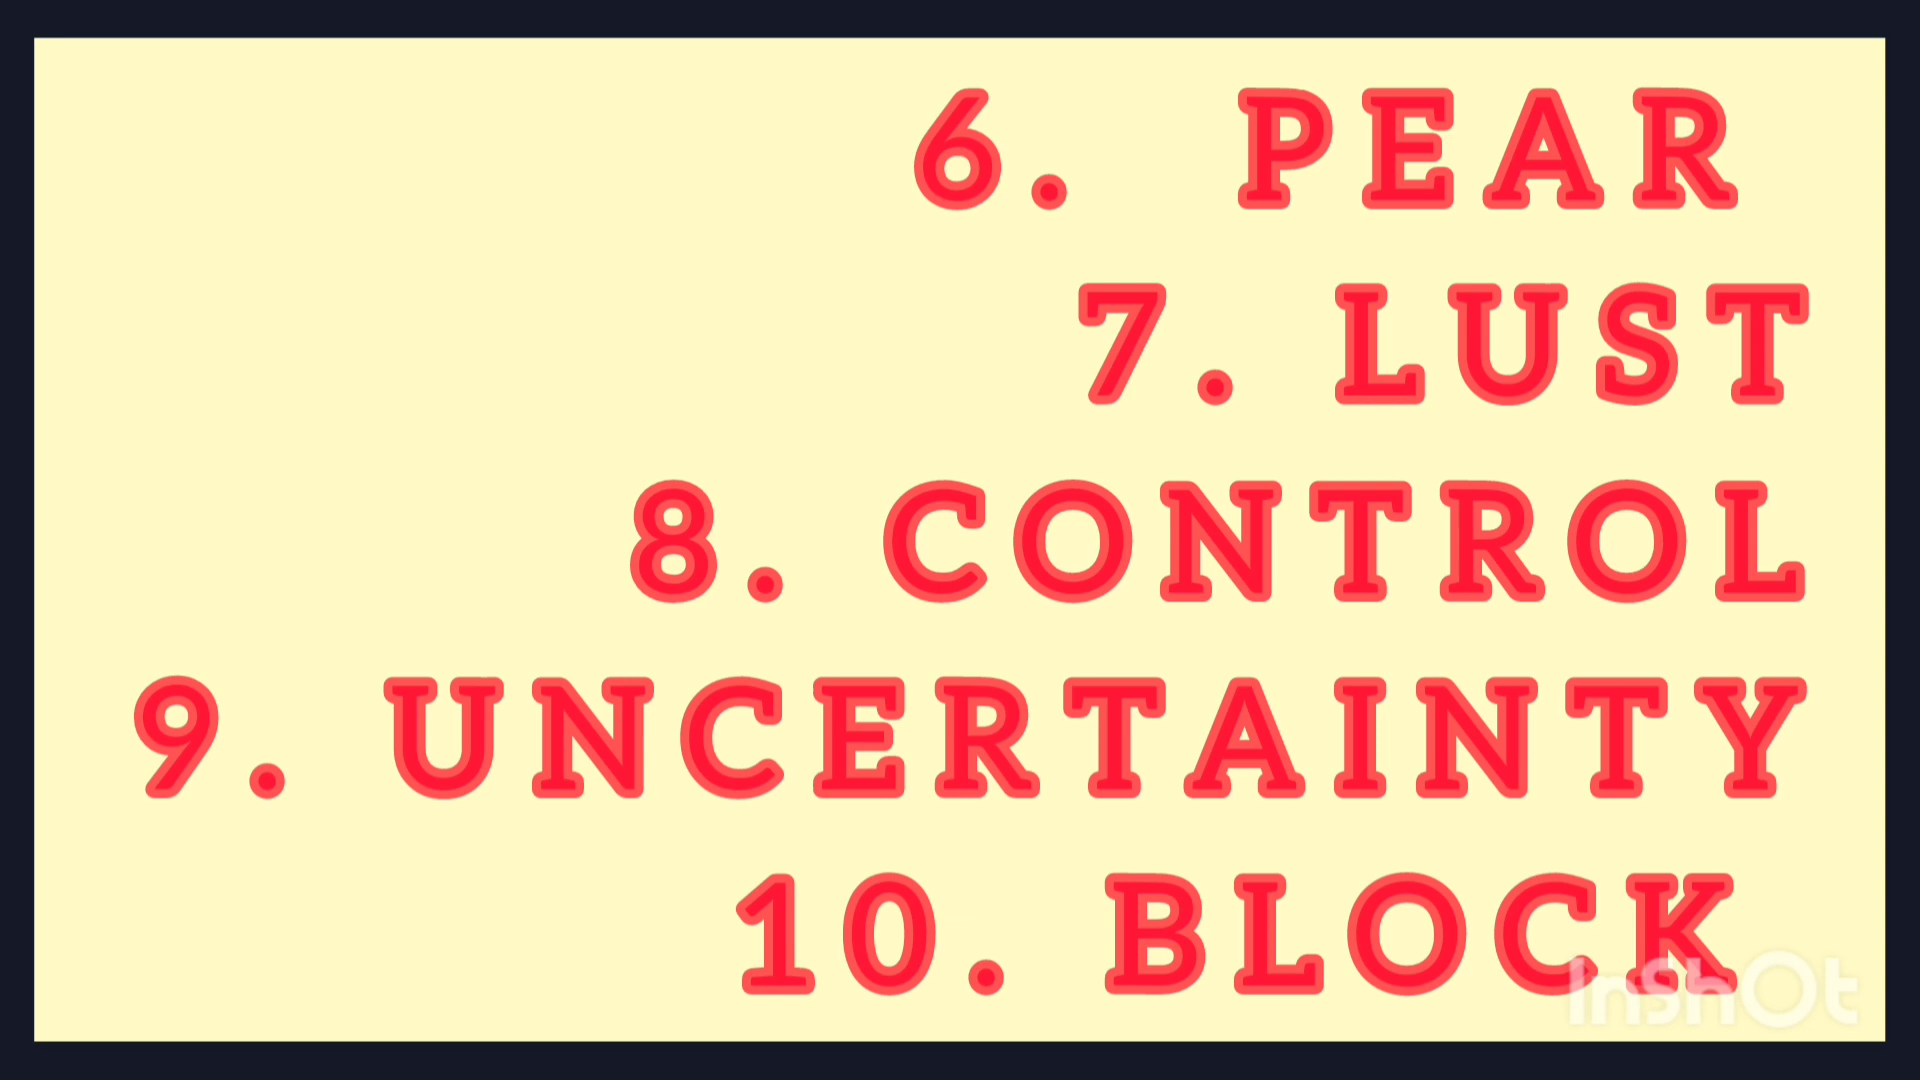 6. PEAR
7. LUST
8. CONTROL
9. UNCERTAINTY
10. BLOCK
InShOt